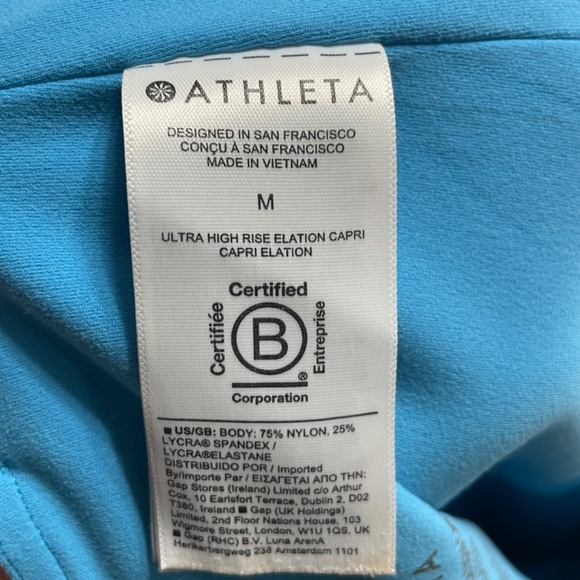 ATHLETA
DESIGNED IN SAN FRANCISCO
CONÇU À SAN FRANCISCO
MADE IN VIETNAM
M
ULTRA HIGH RISE ELATION CAPRI
CAPRI ELATION
Certified
Certifiée
B
Entreprise
®
Corporation
■ US/GB: BODY: 75% NYLON, 25%
LYCRA® SPANDEX /
LYCRA®ELASTANE
DISTRIBUIDO POR / Imported
By/importe Par / ΕΙΣΑΓΕΤΑΙ ΑΠΟ ΤΗΝ:
Gap Stores (Ireland) Limited c/o Arthur
Cox, 10 Earlsfort Terrace, Dublin 2, D02
T380, Ireland ■ Gap (UK Holdings)
Limited, 2nd Floor Nations House, 103
Wigmore Street, London, W1U 1QS, UK
■ Gap (RHC) B.V. Luna ArenA
Herikerbergweg 238 Amsterdam 1101